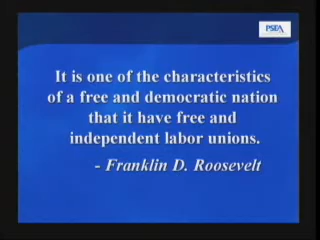 PSEA
It is one of the characteristics
of a free and democratic nation
that it have free and
independent labor unions.
- Franklin D. Roosevelt